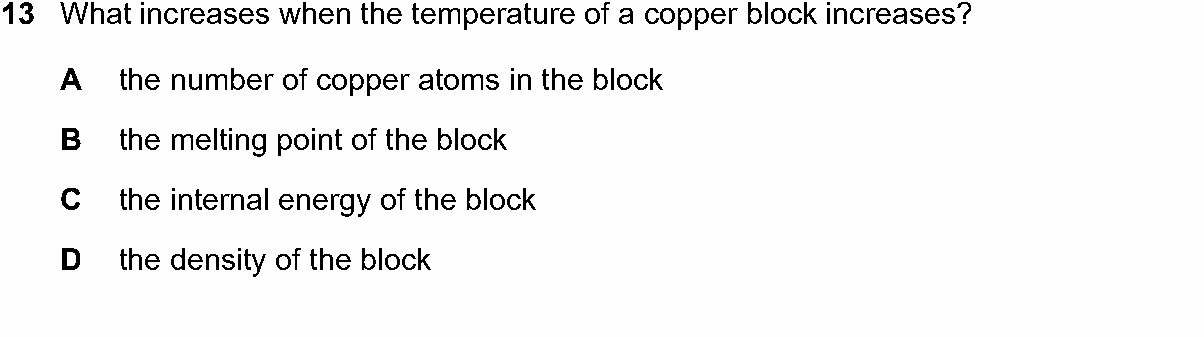 13 What increases when the temperature of a copper block increases?
A the number of copper atoms in the block
B the melting point of the block
C the internal energy of the block
D the density of the block